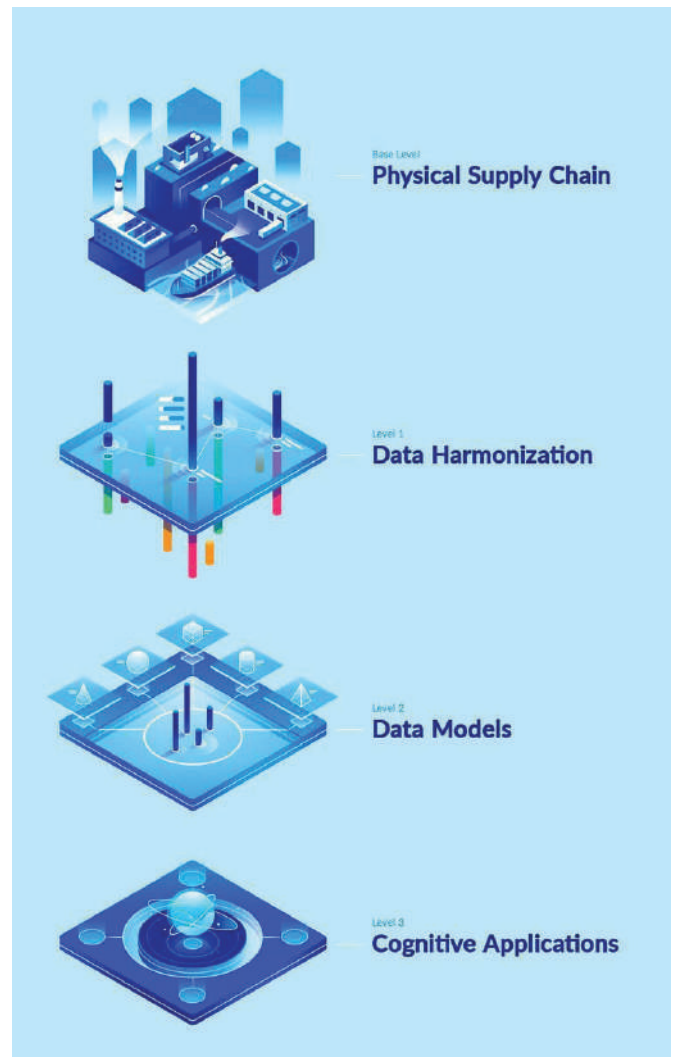 Base Level
Physical Supply Chain
Level 1
Data Harmonization
Level 2
Data Models
Level 3
Cognitive Applications